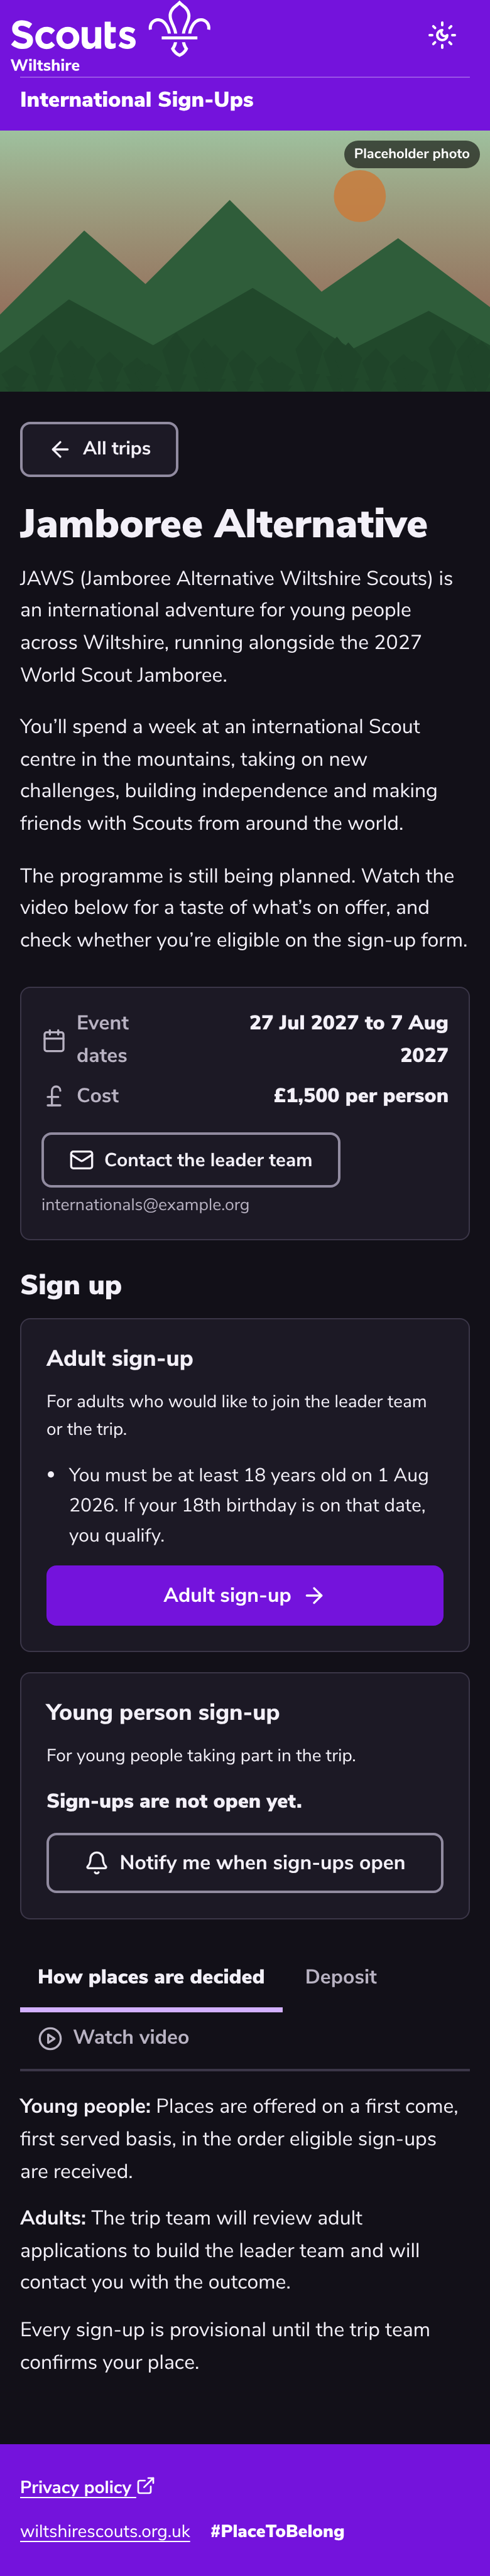 Scouts
Wiltshire
International Sign-Ups
Placeholder photo
All trips
Jamboree Alternative
JAWS (Jamboree Alternative Wiltshire Scouts) is
an international adventure for young people
across Wiltshire, running alongside the 2027
World Scout Jamboree.
You’ll spend a week at an international Scout
centre in the mountains, taking on new
challenges, building independence and making
friends with Scouts from around the world.
The programme is still being planned. Watch the
video below for a taste of what’s on offer, and
check whether you’re eligible on the sign-up form.
Event dates
27 Jul 2027 to 7 Aug 2027
Cost
£1,500 per person
Contact the leader team
internationals@example.org
Sign up
Adult sign-up
For adults who would like to join the leader team
or the trip.
• You must be at least 18 years old on 1 Aug
2026. If your 18th birthday is on that date,
you qualify.
Adult sign-up
Young person sign-up
For young people taking part in the trip.
Sign-ups are not open yet.
Notify me when sign-ups open
How places are decided
Deposit
Watch video
Young people: Places are offered on a first come,
first served basis, in the order eligible sign-ups
are received.
Adults: The trip team will review adult
applications to build the leader team and will
contact you with the outcome.
Every sign-up is provisional until the trip team
confirms your place.
Privacy policy
wiltshirescouts.org.uk #PlaceToBelong